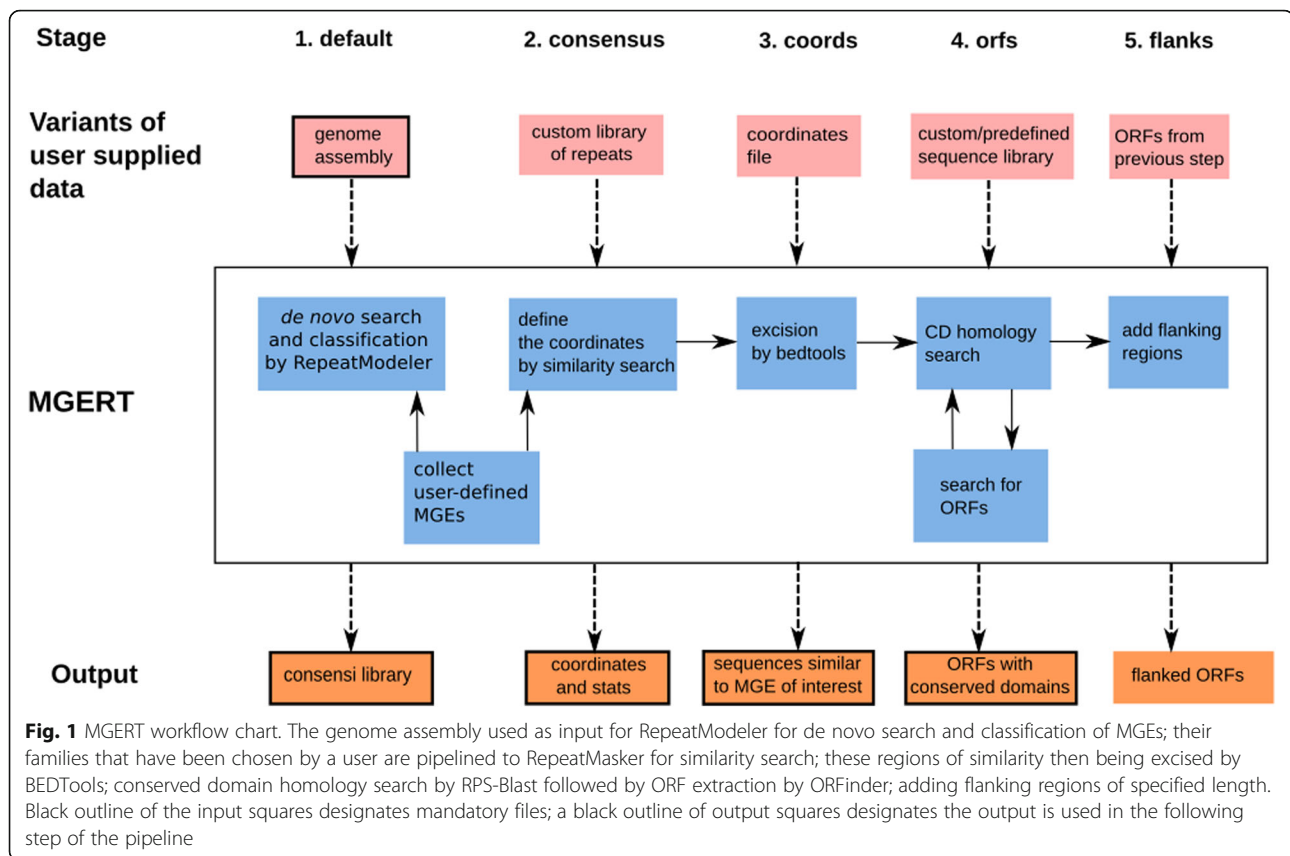 Stage
1. default
2. consensus
3. coords
4. orfs
5. flanks
Variants of
user supplied
data
genome
assembly
custom library
of repeats
coordinates
file
custom/predefined
sequence library
ORFs from
previous step
MGERT
de novo search
and classification
by RepeatModeler
define
the coordinates
by similarity search
excision
by bedtools
CD homology
search
add flanking
regions
collect
user-defined
MGEs
search for
ORFs
Output
consensi library
coordinates
and stats
sequences similar
to MGE of interest
ORFs with
conserved domains
flanked ORFs
Fig. 1 MGERT workflow chart. The genome assembly used as input for RepeatModeler for de novo search and classification of MGEs; their
families that have been chosen by a user are pipelined to RepeatMasker for similarity search; these regions of similarity then being excised by
BEDTools; conserved domain homology search by RPS-Blast followed by ORF extraction by ORFinder; adding flanking regions of specified length.
Black outline of the input squares designates mandatory files; a black outline of output squares designates the output is used in the following
step of the pipeline